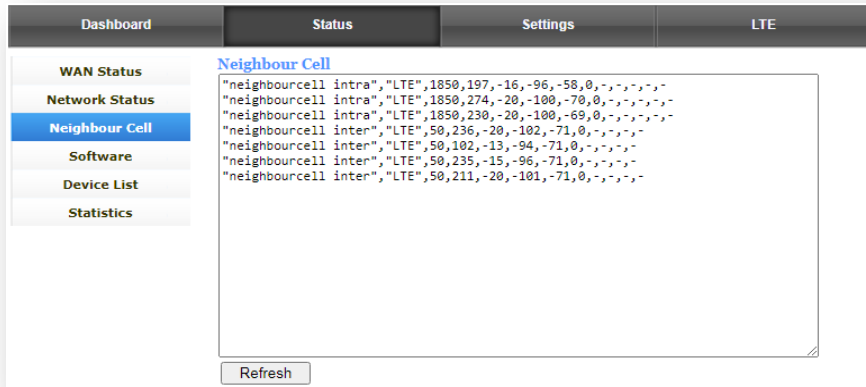 Dashboard Status Settings LTE
WAN Status
Network Status
Neighbour Cell
Software
Device List
Statistics
Neighbour Cell
"neighbourcell intra","LTE",1850,197,-16,-96,-58,0,-,-,-,-,-
"neighbourcell intra","LTE",1850,274,-20,-100,-70,0,-,-,-,-,-
"neighbourcell intra","LTE",1850,230,-20,-100,-69,0,-,-,-,-,-
"neighbourcell inter","LTE",50,236,-20,-102,-71,0,-,-,-,-
"neighbourcell inter","LTE",50,102,-13,-94,-71,0,-,-,-,-
"neighbourcell inter","LTE",50,235,-15,-96,-71,0,-,-,-,-
"neighbourcell inter","LTE",50,211,-20,-101,-71,0,-,-,-,-
Refresh